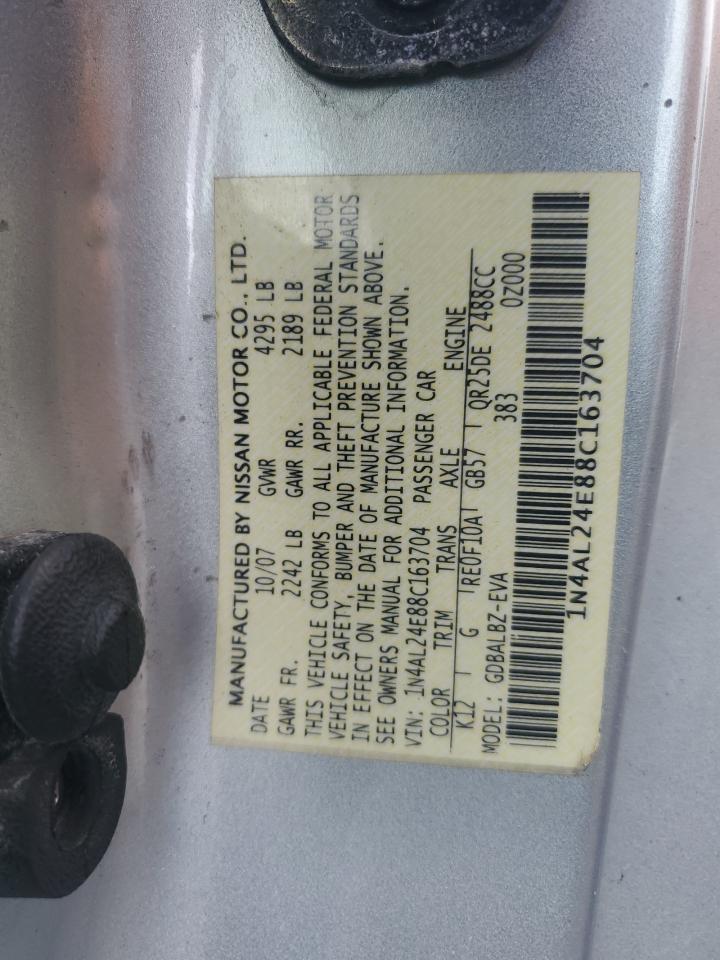 MANUFACTURED BY NISSAN MOTOR CO., LTD.
DATE 10/07 GVWR 4295 LB
GAWR FR. 2242 LB GAWR RR. 2189 LB
THIS VEHICLE CONFORMS TO ALL APPLICABLE FEDERAL MOTOR
VEHICLE SAFETY, BUMPER AND THEFT PREVENTION STANDARDS
IN EFFECT ON THE DATE OF MANUFACTURE SHOWN ABOVE.
SEE OWNERS MANUAL FOR ADDITIONAL INFORMATION.
VIN: 1N4AL24E88C163704 PASSENGER CAR
COLOR TRIM TRANS AXLE ENGINE
K12 G RE0F10A GB57 QR25DE 2488CC
MODEL: GDBALBZ-EVA 383 0Z000
1N4AL24E88C163704